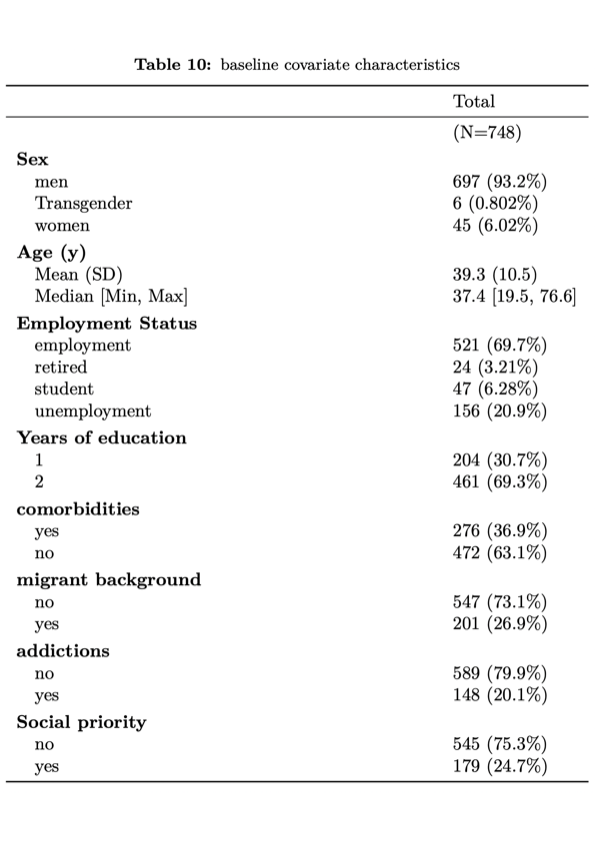 Table 10: baseline covariate characteristics
Total
(N=748)
Sex
men 697 (93.2%)
Transgender 6 (0.802%)
women 45 (6.02%)
Age (y)
Mean (SD) 39.3 (10.5)
Median [Min, Max] 37.4 [19.5, 76.6]
Employment Status
employment 521 (69.7%)
retired 24 (3.21%)
student 47 (6.28%)
unemployment 156 (20.9%)
Years of education
1 204 (30.7%)
2 461 (69.3%)
comorbidities
yes 276 (36.9%)
no 472 (63.1%)
migrant background
no 547 (73.1%)
yes 201 (26.9%)
addictions
no 589 (79.9%)
yes 148 (20.1%)
Social priority
no 545 (75.3%)
yes 179 (24.7%)